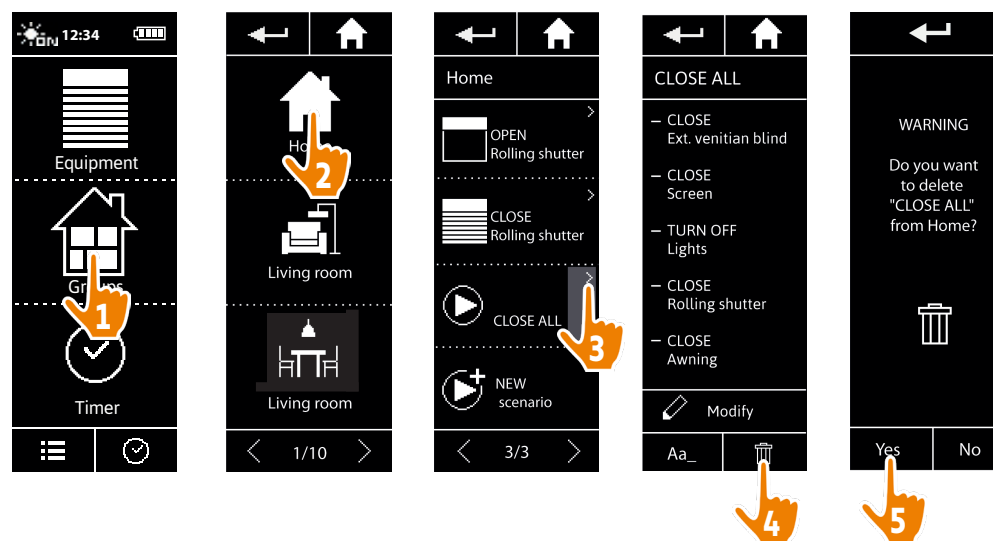 ON 12:34
Equipment
Groups
1
Timer
2
Living room
Living room
1/10
Home
OPEN
Rolling shutter
CLOSE
Rolling shutter
CLOSE ALL
3
NEW
scenario
3/3
CLOSE ALL
– CLOSE
Ext. venitian blind
– CLOSE
Screen
– TURN OFF
Lights
– CLOSE
Rolling shutter
– CLOSE
Awning
Modify
Aa_
4
WARNING
Do you want
to delete
"CLOSE ALL"
from Home?
Yes
No
5